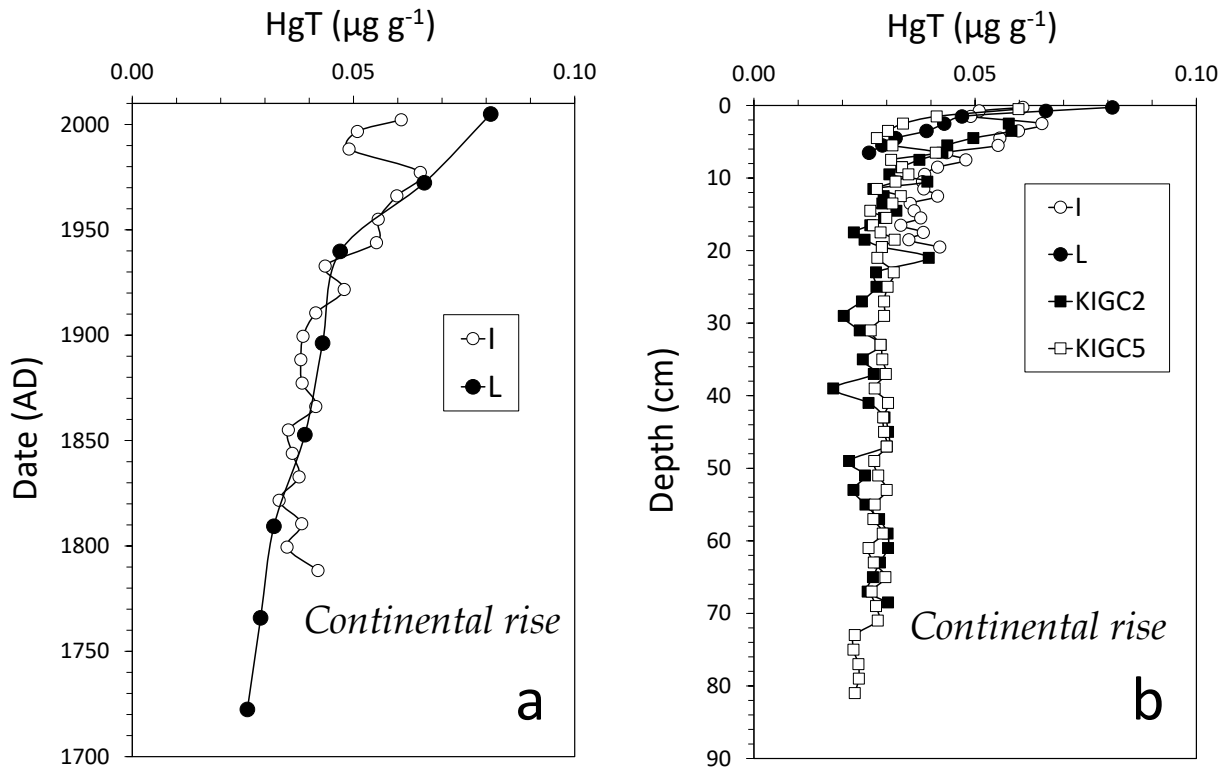 HgT (µg g-1)
0.00 0.05 0.10
2000
1950
1900
1850
1800
1750
1700
Date (AD)
I
L
Continental rise
a
HgT (µg g-1)
0.00 0.05 0.10
0
10
20
30
40
50
60
70
80
90
Depth (cm)
I
L
KIGC2
KIGC5
Continental rise
b